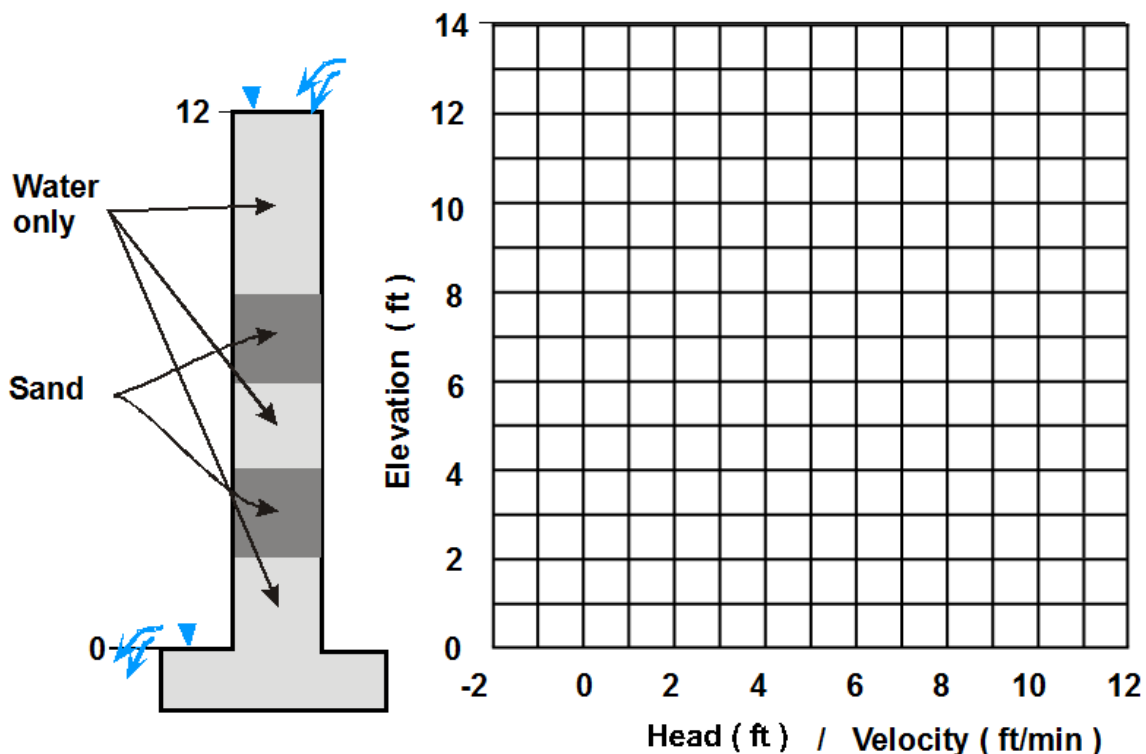 12
Water
only
Sand
0
14
12
10
8
6
4
2
0
Elevation ( ft )
-2 0 2 4 6 8 10 12
Head ( ft ) / Velocity ( ft/min )